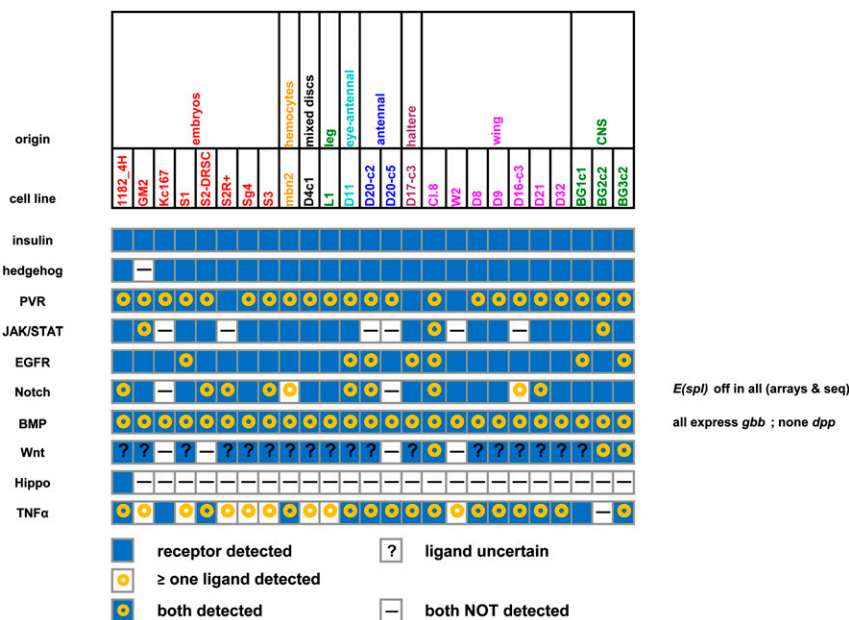 origin
embryos
hemocytes
mixed discs
leg
eye-antennal
antennal
haltere
wing
CNS
cell line
1182_4H
GM2
Kc167
S1
S2-DRSC
S2R+
Sg4
S3
mbn2
D4c1
L1
D11
D20-c2
D20-c5
D17-c3
Cl.8
W2
D8
D9
D16-c3
D21
D32
BG1c1
BG2c2
BG3c2
insulin
hedgehog —
PVR
JAK/STAT — — — — — —
EGFR
Notch — — E(spl) off in all (arrays & seq)
BMP all express gbb ; none dpp
Wnt ? ? — ? — ? ? ? ? ? ? ? ? — ? — ? ? ? ? ? ?
Hippo — — — — — — — — — — — — — — — — — — — — — — — —
TNFα —
receptor detected ? ligand uncertain
≥ one ligand detected
both detected — both NOT detected